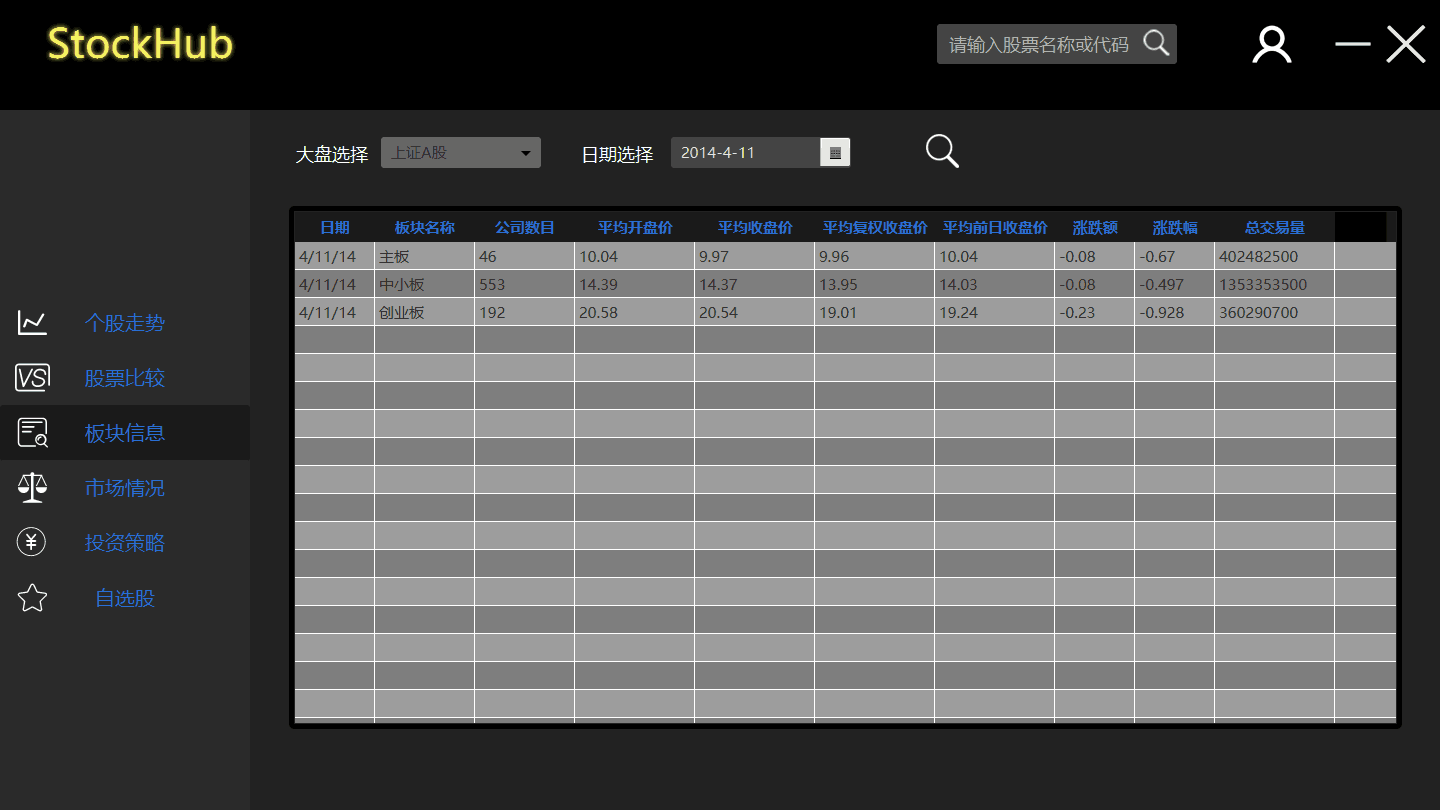 StockHub
请输入股票名称或代码
大盘选择 上证A股 日期选择 2014-4-11
日期 板块名称 公司数目 平均开盘价 平均收盘价 平均复权收盘价 平均前日收盘价 涨跌额 涨跌幅 总交易量
4/11/14 主板 46 10.04 9.97 9.96 10.04 -0.08 -0.67 402482500
4/11/14 中小板 553 14.39 14.37 13.95 14.03 -0.08 -0.497 1353353500
4/11/14 创业板 192 20.58 20.54 19.01 19.24 -0.23 -0.928 360290700
个股走势
VS 股票比较
板块信息
市场情况
¥ 投资策略
自选股